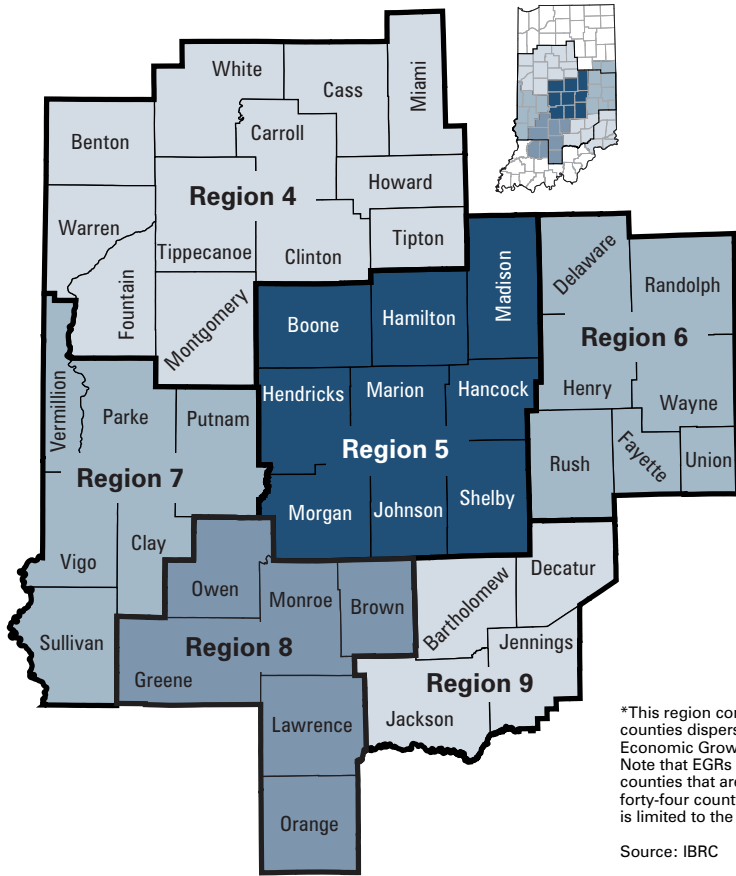 White
Cass
Miami
Benton
Carroll
Howard
Region 4
Warren
Tippecanoe
Clinton
Tipton
Fountain
Montgomery
Madison
Delaware
Randolph
Boone
Hamilton
Region 6
Hendricks
Marion
Hancock
Henry
Wayne
Vermillion
Parke
Putnam
Region 5
Rush
Fayette
Union
Region 7
Morgan
Johnson
Shelby
Vigo
Clay
Owen
Monroe
Brown
Bartholomew
Decatur
Sullivan
Region 8
Jennings
Greene
Region 9
Lawrence
Jackson
Orange
*This region con
counties dispers
Economic Grow
Note that EGRs
counties that are
forty-four count
is limited to the
Source: IBRC